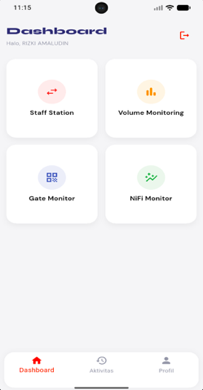 11:15
Dashboard
Halo, RIZKI AMALUDIN
Staff Station
Volume Monitoring
Gate Monitor
NiFi Monitor
Dashboard
Aktivitas
Profil